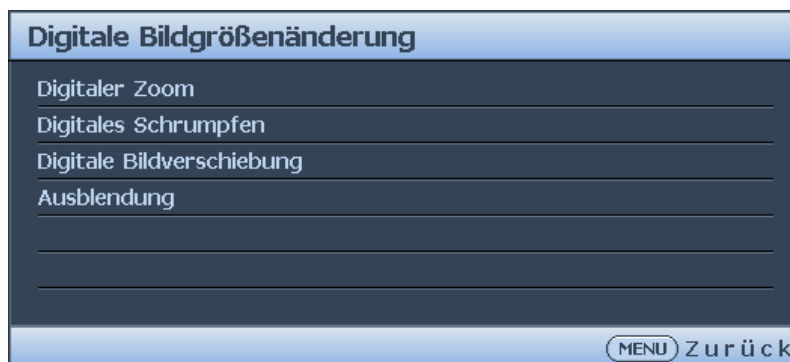 Digitale Bildgrößenänderung
Digitaler Zoom
Digitales Schrumpfen
Digitale Bildverschiebung
Ausblendung
MENU Zurück